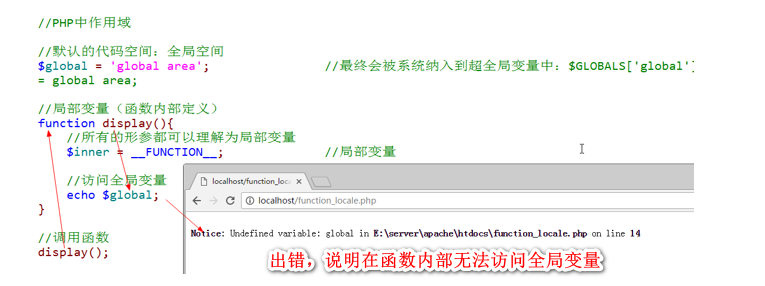 //PHP中作用域
//默认的代码空间：全局空间
$global = 'global area'; //最终会被系统纳入到超全局变量中：$GLOBALS['global']
= global area;
//局部变量（函数内部定义）
function display(){
//所有的形参都可以理解为局部变量
$inner = __FUNCTION__; //局部变量
//访问全局变量
echo $global;
}
//调用函数
display();
localhost/function_loca
localhost/function_locale.php
Notice: Undefined variable: global in E:\server\apache\htdocs\function_locale.php on line 14
出错，说明在函数内部无法访问全局变量